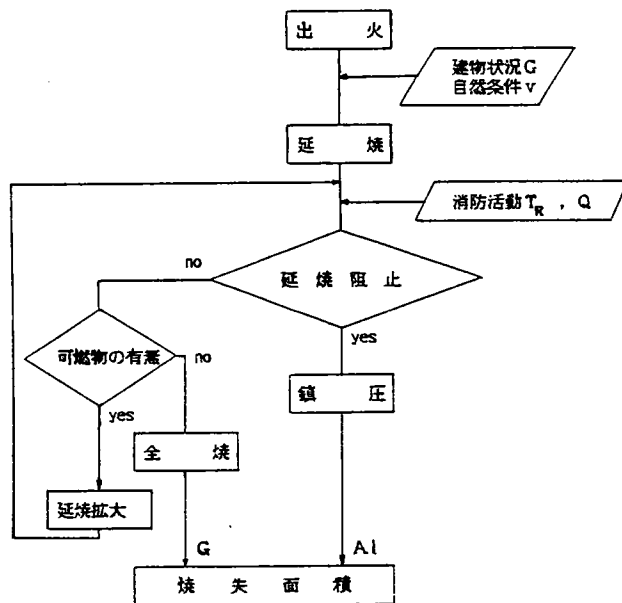 出 火
建物状況 G
自然条件 v
延 焼
消防活動 T_R , Q
no
延 焼 阻 止
yes
可燃物の有無
no
鎮 圧
yes
全 焼
延焼拡大
G
A1
焼 失 面 積